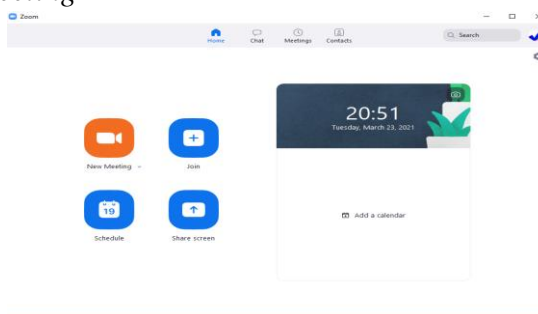 Zoom
Home Chat Meetings Contacts
Search
20:51
Tuesday, March 23, 2021
New Meeting
Join
19
Add a calendar
Schedule
Share screen